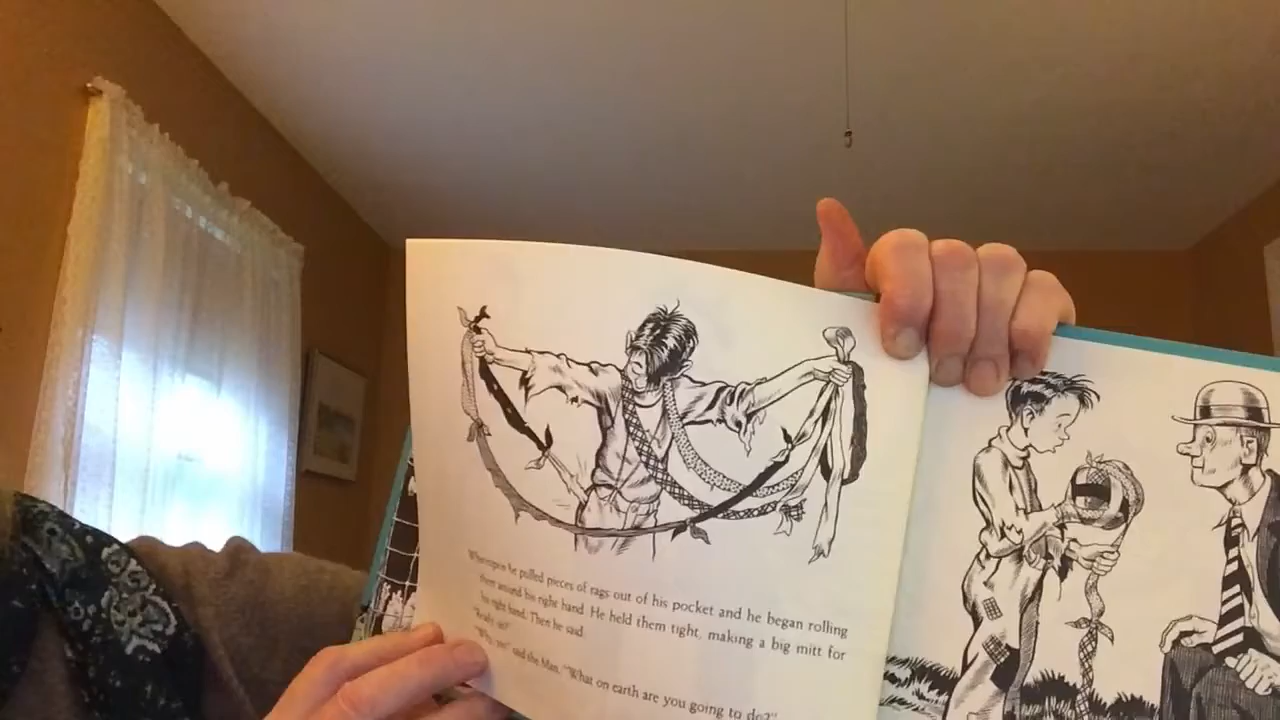 Whereupon he pulled pieces of rags out of his pocket and he began rolling
them around his right hand. He held them tight, making a big mitt for
his right hand. Then he said.
"Ready, sir?"
"Why, yes" said the Man. "What on earth are you going to do?"